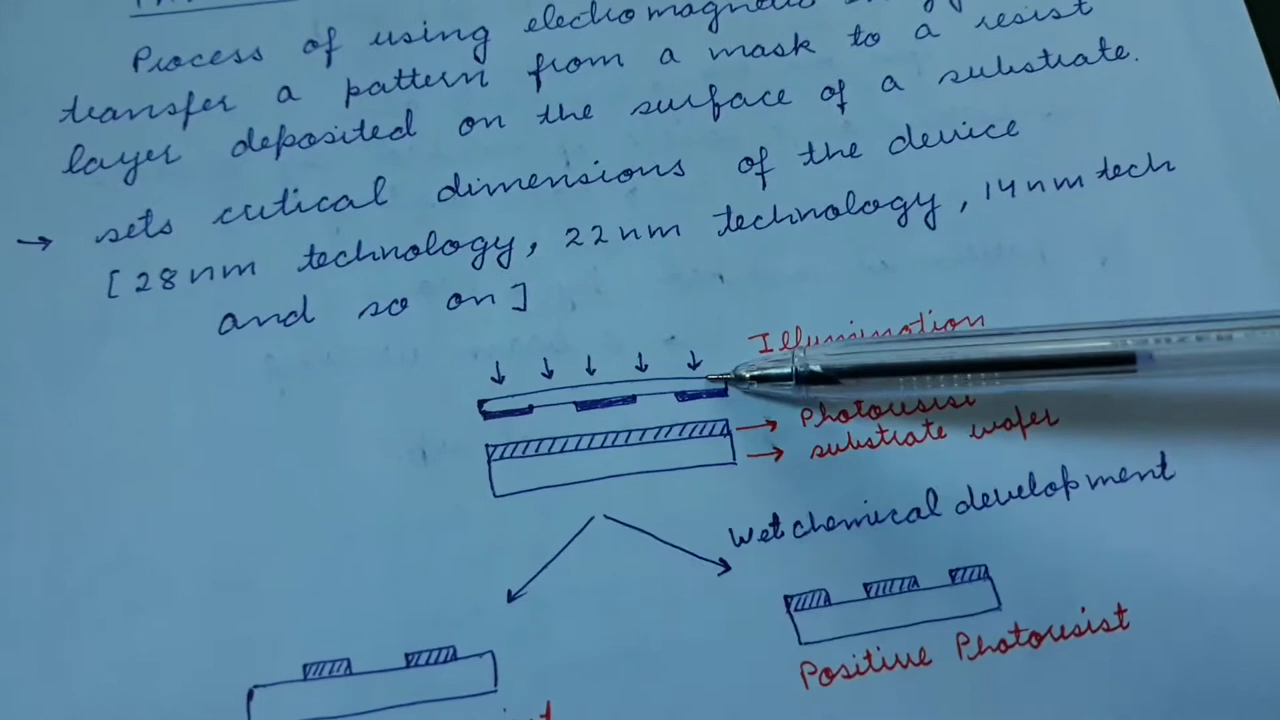 Process of using electromagnetic
transfer a pattern from a mask to a resist
layer deposited on the surface of a substrate.
→ sets critical dimensions of the device
[28nm technology, 22nm technology, 14nm tech
and so on]
Illumination
Photoresist
substrate wafer
Wet chemical development
Positive Photoresist